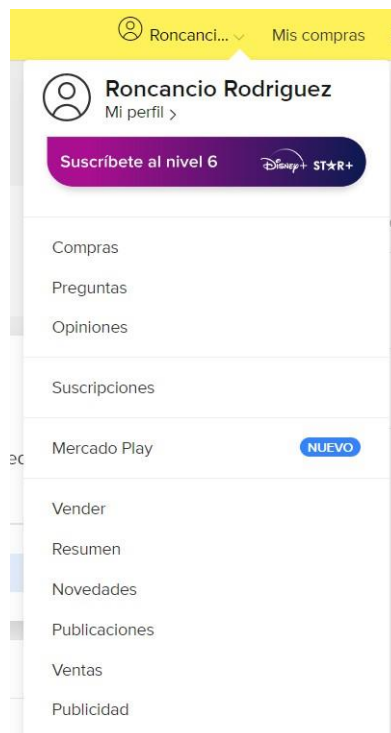 Roncanci... Mis compras
Roncancio Rodriguez
Mi perfil >
Suscríbete al nivel 6 Disney+ STAR+
Compras
Preguntas
Opiniones
Suscripciones
Mercado Play NUEVO
Vender
Resumen
Novedades
Publicaciones
Ventas
Publicidad